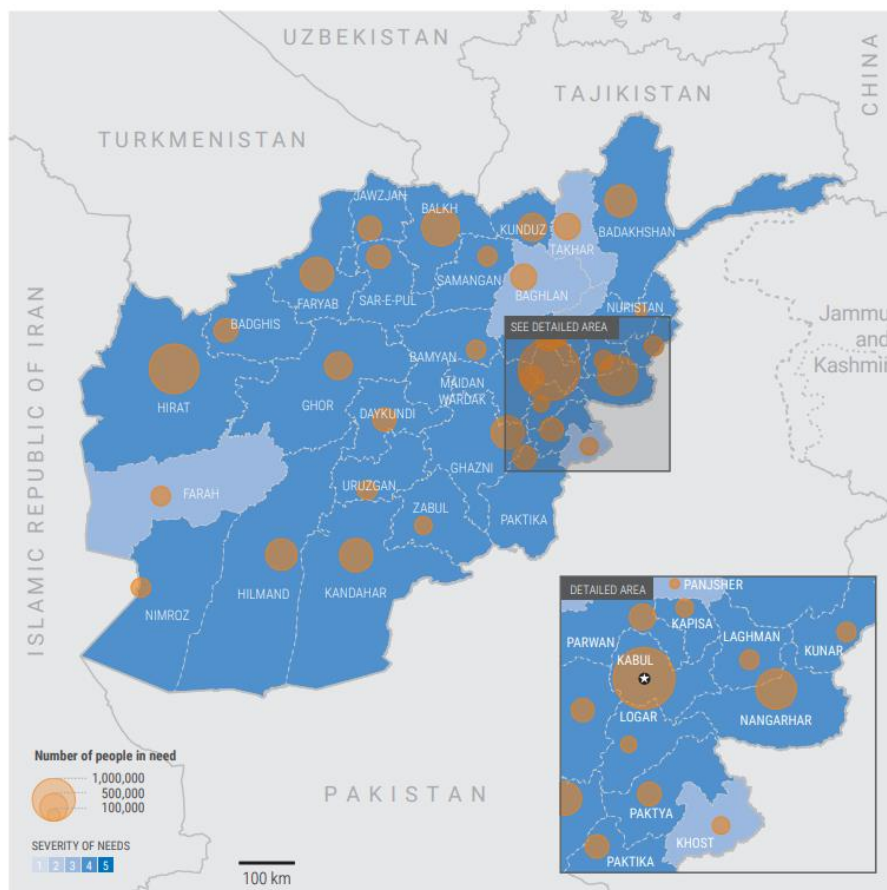 UZBEKISTAN
TAJIKISTAN
CHINA
TURKMENISTAN
JAWZJAN
BALKH
KUNDUZ
TAKHAR
BADAKHSHAN
FARYAB
SAR-E-PUL
SAMANGAN
BAGHLAN
NURISTAN
BADGHIS
SEE DETAILED AREA
Jammu
and
Kashmir
ISLAMIC REPUBLIC OF IRAN
HIRAT
GHOR
BAMYAN
MAIDAN
WARDAK
DAYKUNDI
GHAZNI
FARAH
URUZGAN
ZABUL
PAKTIKA
NIMROZ
HILMAND
KANDAHAR
DETAILED AREA
PANJSHER
KAPISA
PARWAN
LAGHMAN
KUNAR
KABUL
LOGAR
NANGARHAR
PAKTYA
KHOST
PAKTIKA
PAKISTAN
Number of people in need
1,000,000
500,000
100,000
SEVERITY OF NEEDS
1 2 3 4 5
100 km